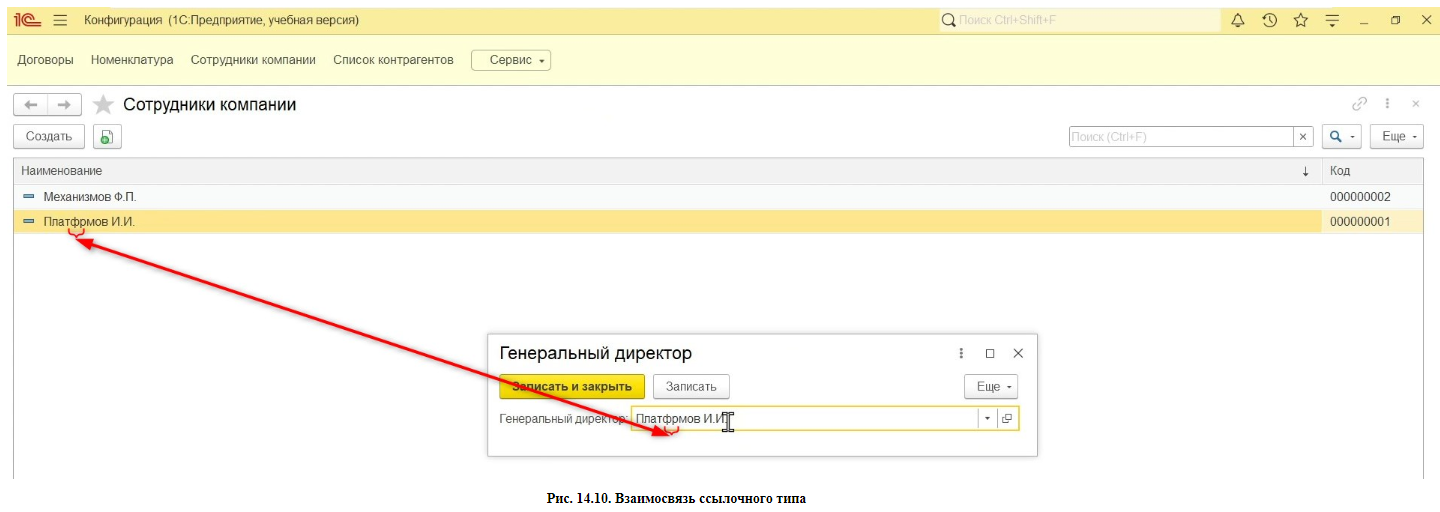 1С Конфигурация (1С:Предприятие, учебная версия) Поиск Ctrl+Shift+F
Договоры Номенклатура Сотрудники компании Список контрагентов Сервис
Сотрудники компании
Создать Поиск (Ctrl+F) Еще
Наименование Код
Механизмов Ф.П. 000000002
Платфрмов И.И. 000000001
Генеральный директор
Записать и закрыть Записать Еще
Генеральный директор: Платфрмов И.И.
Рис. 14.10. Взаимосвязь ссылочного типа